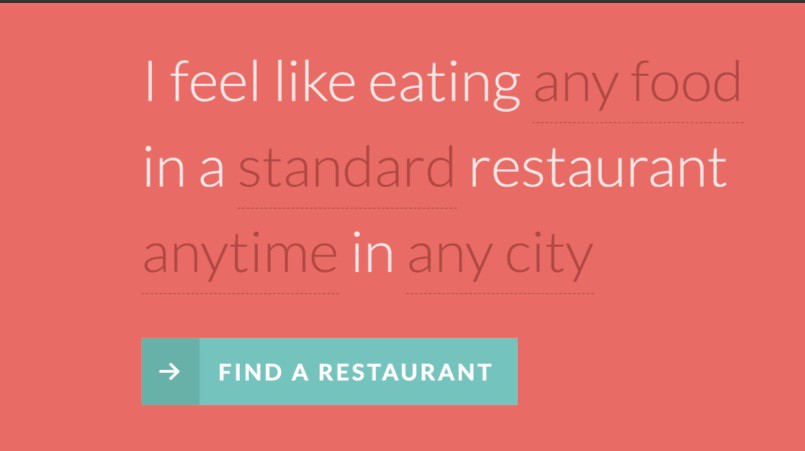 I feel like eating any food
in a standard restaurant
anytime in any city
→ FIND A RESTAURANT